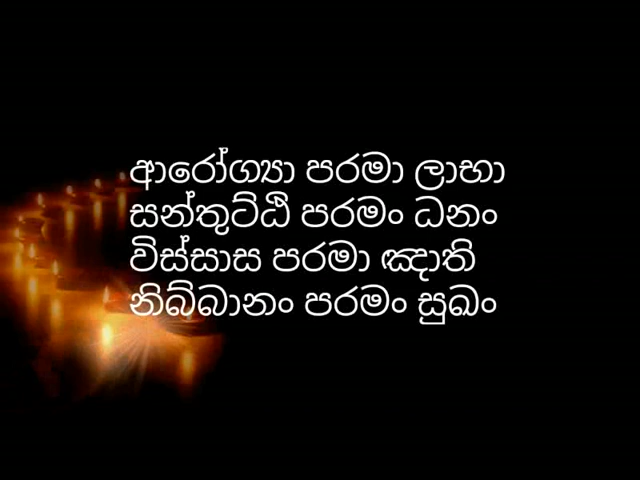 ආරෝග්‍යා පරමා ලාභා
සන්තුට්ඨි පරමං ධනං
විස්සාස පරමා ඤාති
නිබ්බානං පරමං සුඛං